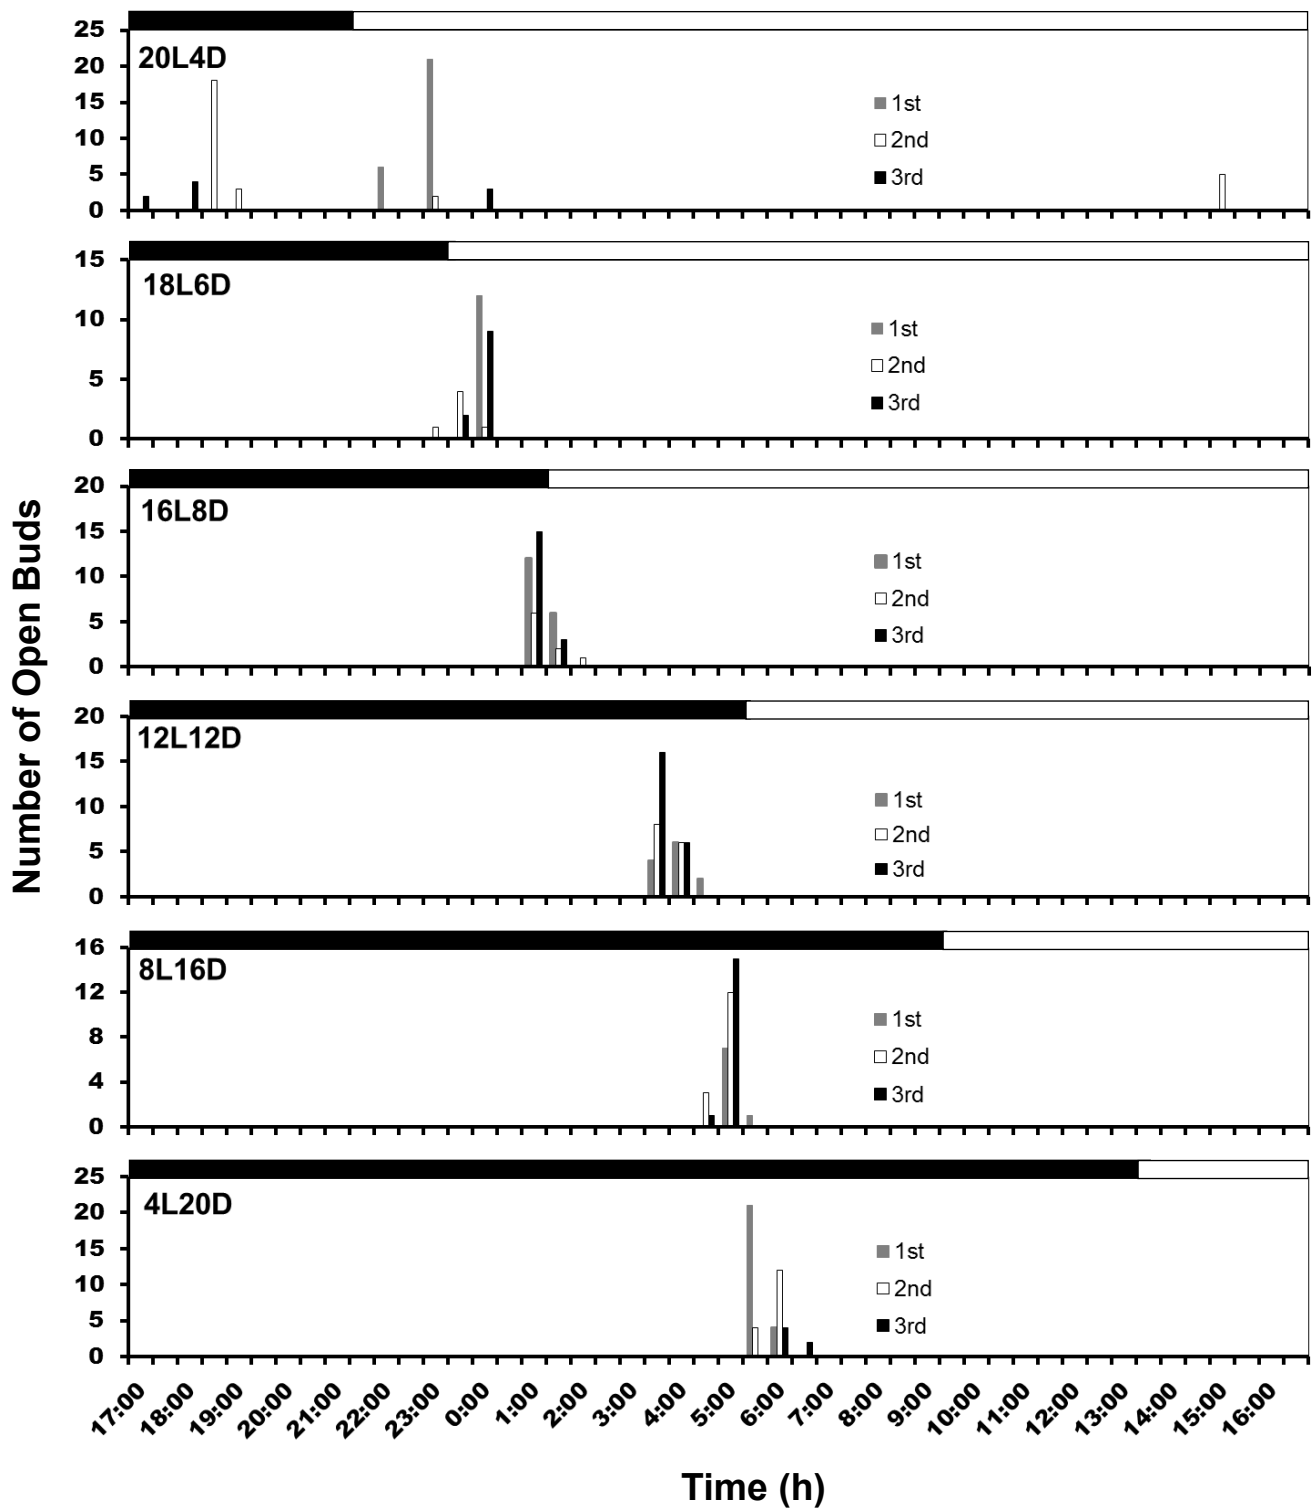 Number of Open Buds
25
20
15
10
5
0
20L4D
1st
2nd
3rd
15
10
5
0
18L6D
1st
2nd
3rd
20
15
10
5
0
16L8D
1st
2nd
3rd
20
15
10
5
0
12L12D
1st
2nd
3rd
16
12
8
4
0
8L16D
1st
2nd
3rd
25
20
15
10
5
0
4L20D
1st
2nd
3rd
17:00 18:00 19:00 20:00 21:00 22:00 23:00 0:00 1:00 2:00 3:00 4:00 5:00 6:00 7:00 8:00 9:00 10:00 11:00 12:00 13:00 14:00 15:00 16:00
Time (h)